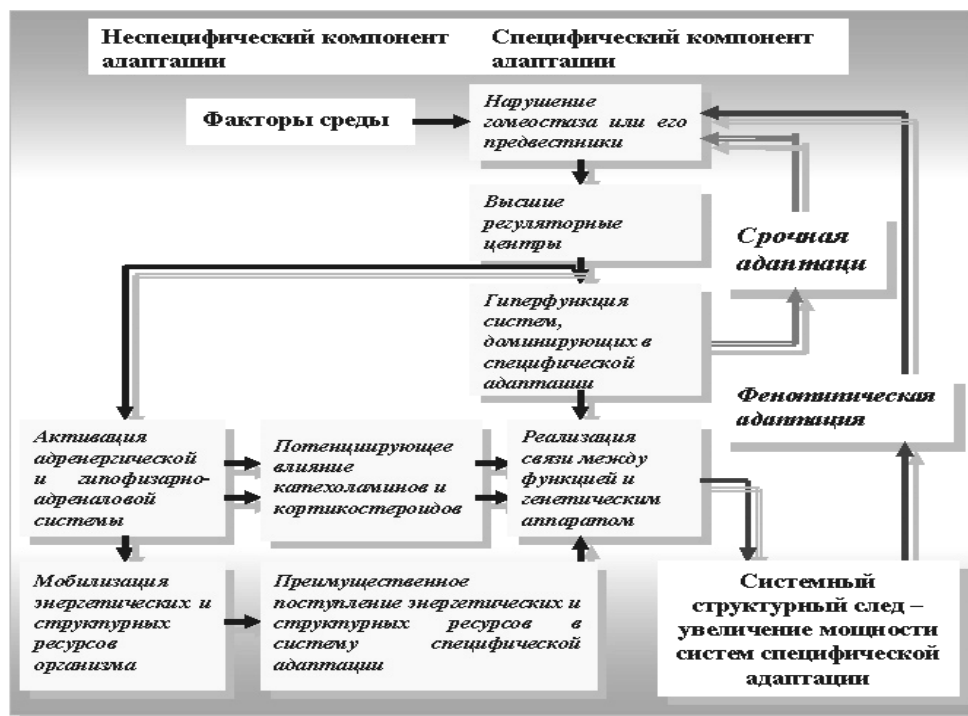 Неспецифический компонент
адаптации
Специфический компонент
адаптации
Факторы среды
Нарушение
гомеостаза или его
предвестники
Высшие
регуляторные
центры
Срочная
адаптаци
Гиперфункция
систем,
доминирующих в
специфической
адаптации
Фенотипическая
адаптация
Активация
адренергической
и гипофизарно-
адреналовой
системы
Потенциирующее
влияние
катехоламинов и
кортикостероидов
Реализация
связи между
функцией и
генетическим
аппаратом
Мобилизация
энергетических и
структурных
ресурсов
организма
Преимущественное
поступление энергетических и
структурных ресурсов в
систему специфической
адаптации
Системный
структурный след –
увеличение мощности
систем специфической
адаптации